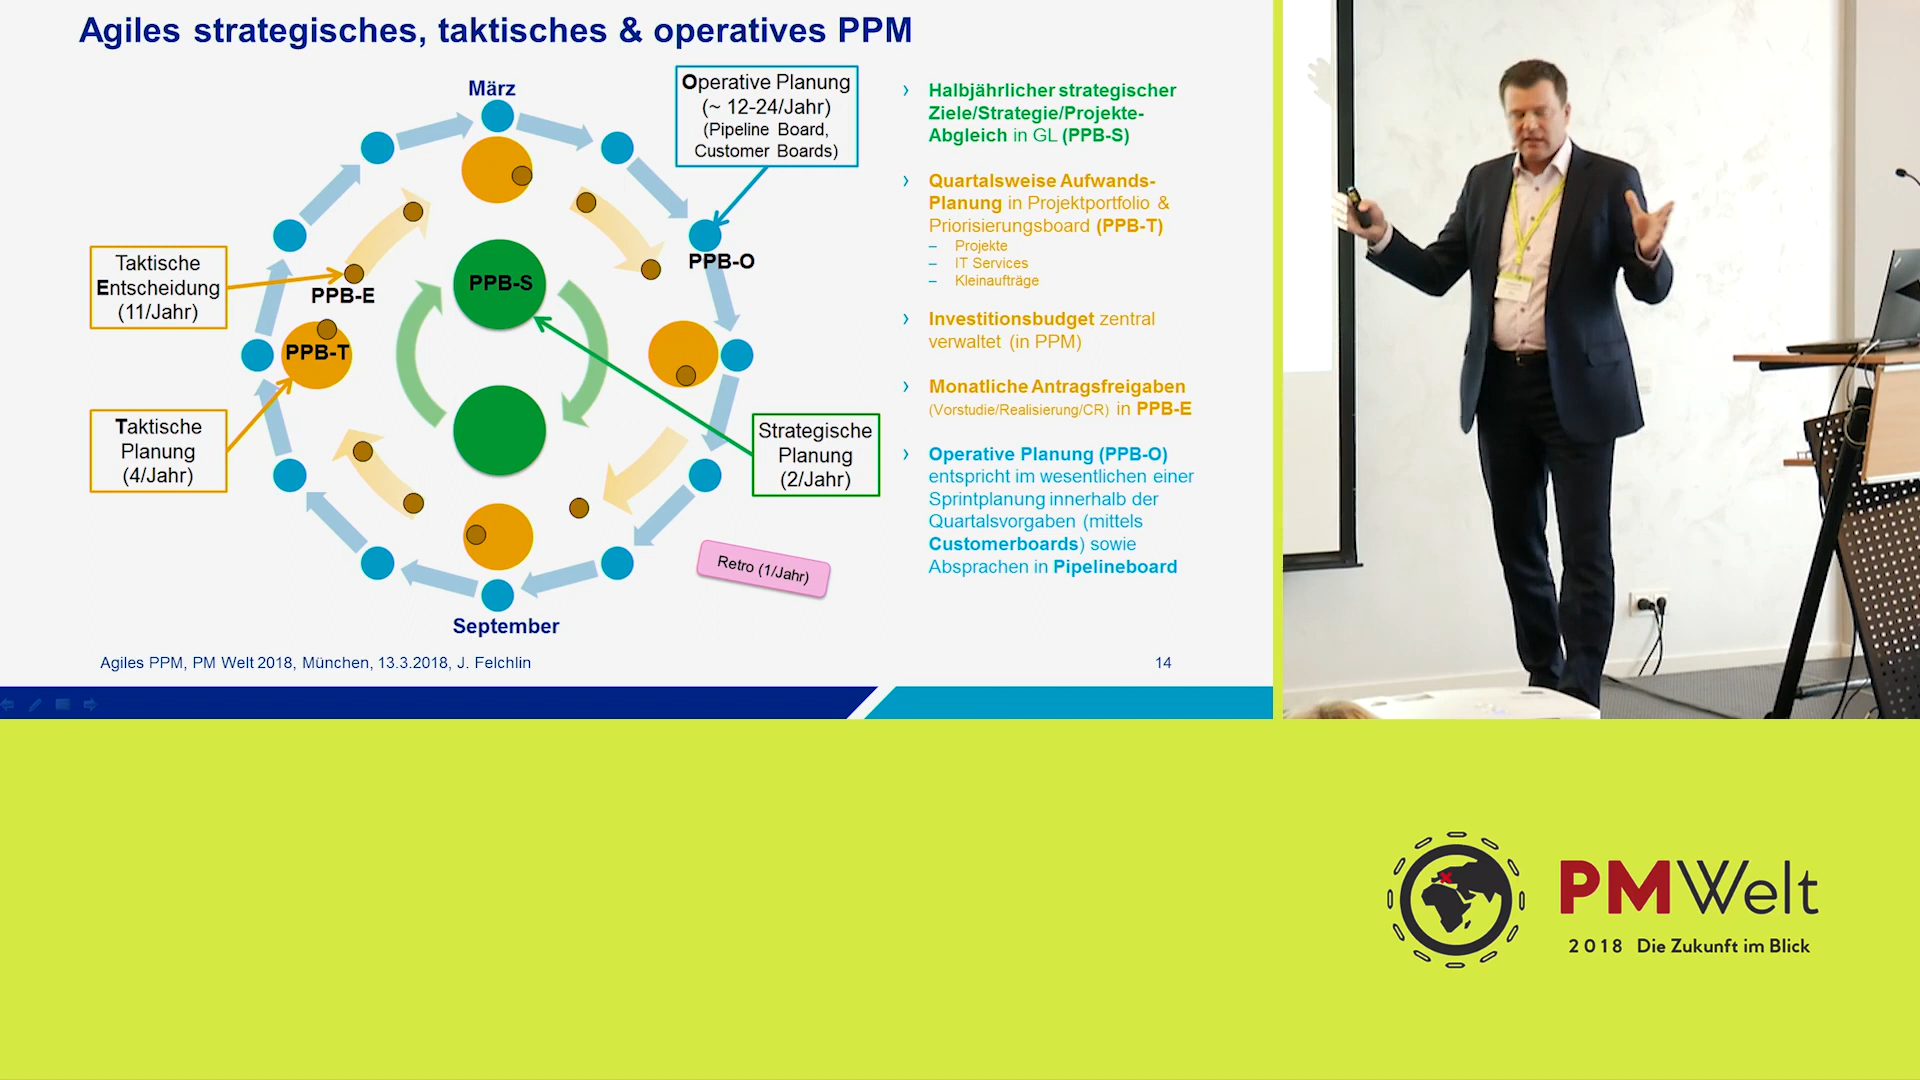 Agiles strategisches, taktisches & operatives PPM
März
Operative Planung
(~ 12-24/Jahr)
(Pipeline Board,
Customer Boards)
PPB-O
Taktische
Entscheidung
(11/Jahr)
PPB-E
PPB-S
PPB-T
Taktische
Planung
(4/Jahr)
Strategische
Planung
(2/Jahr)
Retro (1/Jahr)
September
› Halbjährlicher strategischer
Ziele/Strategie/Projekte-
Abgleich in GL (PPB-S)
› Quartalsweise Aufwands-
Planung in Projektportfolio &
Priorisierungsboard (PPB-T)
– Projekte
– IT Services
– Kleinaufträge
› Investitionsbudget zentral
verwaltet (in PPM)
› Monatliche Antragsfreigaben
(Vorstudie/Realisierung/CR) in PPB-E
› Operative Planung (PPB-O)
entspricht im wesentlichen einer
Sprintplanung innerhalb der
Quartalsvorgaben (mittels
Customerboards) sowie
Absprachen in Pipelineboard
Agiles PPM, PM Welt 2018, München, 13.3.2018, J. Felchlin
14
PMWelt
2018 Die Zukunft im Blick